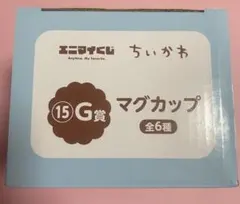 エニマイくじ ちいかわ
Anytime, My Favorite.
⑮ G賞 マグカップ
全6種